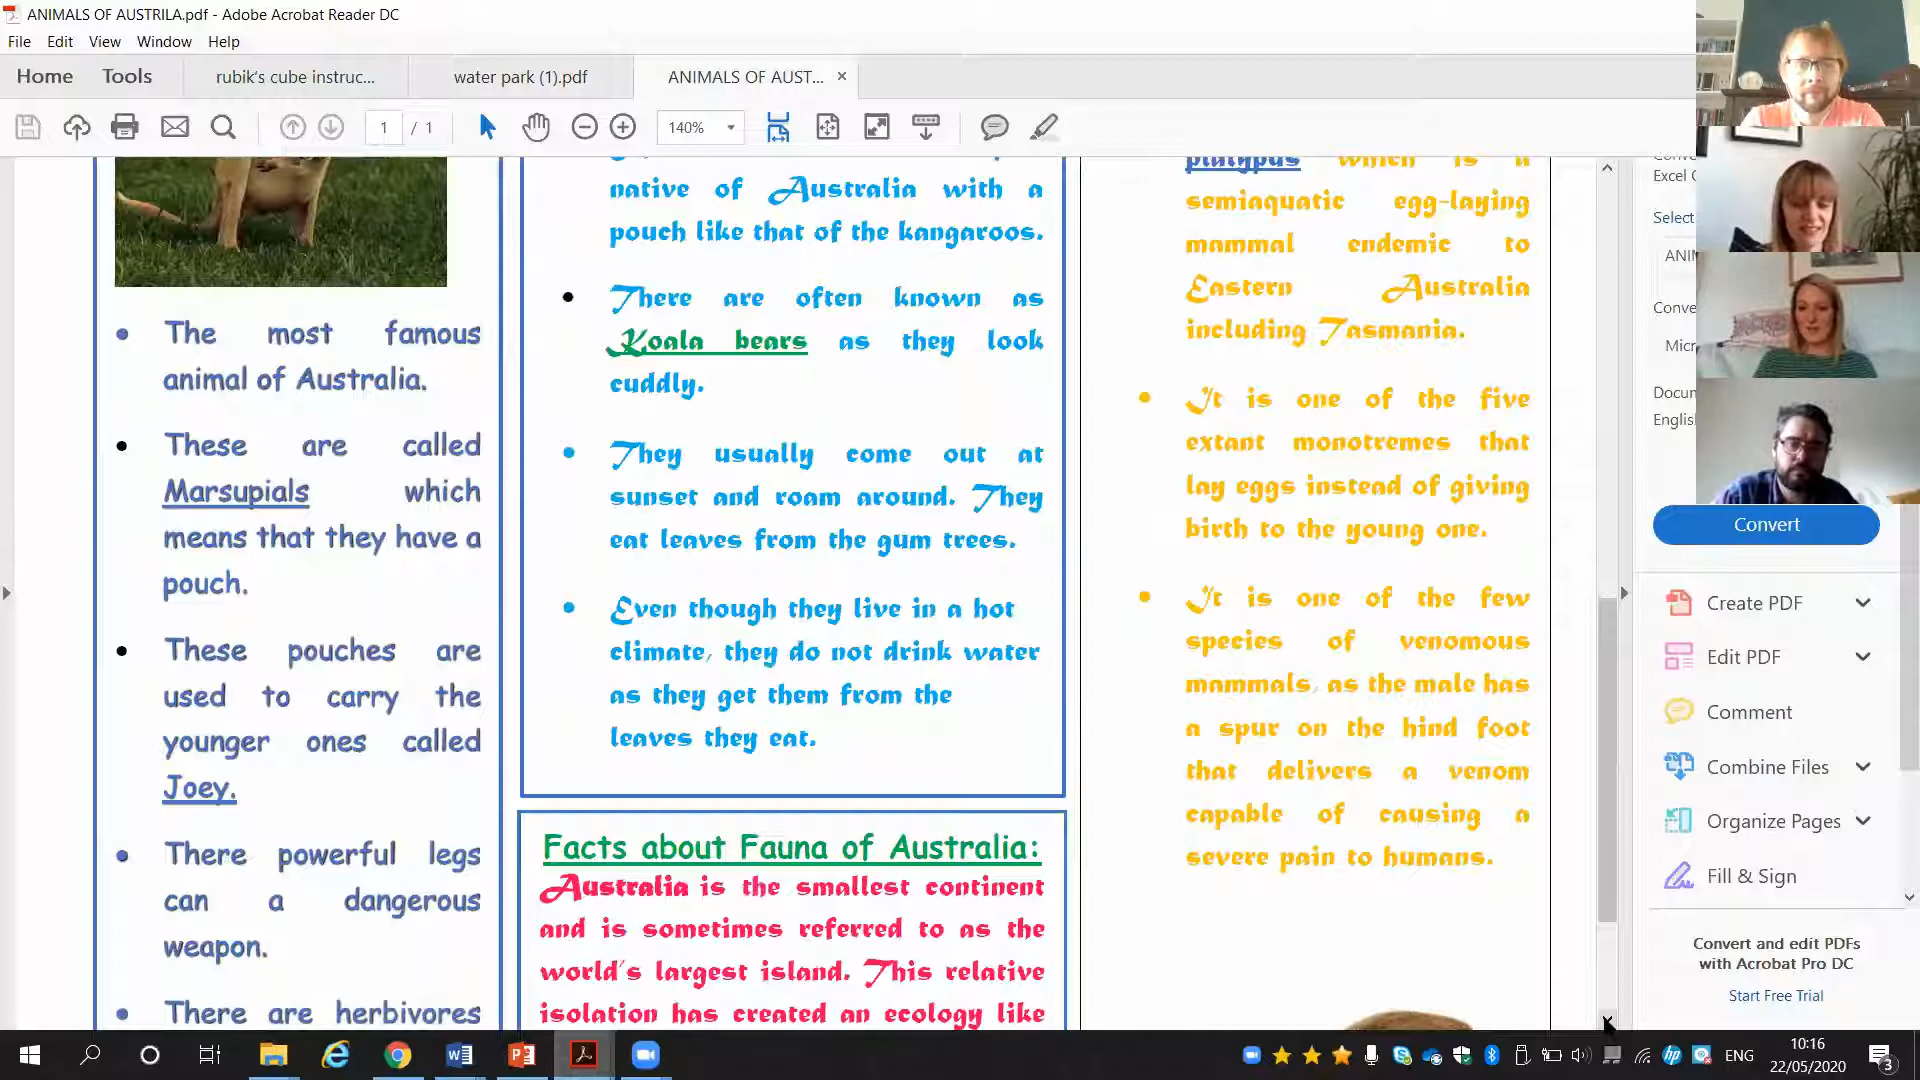 ANIMALS OF AUSTRILA.pdf - Adobe Acrobat Reader DC
File Edit View Window Help
Home Tools rubik's cube instruc... water park (1).pdf ANIMALS OF AUST... ×
1 / 1 140%
The most famous
animal of Australia.
These are called
Marsupials which
means that they have a
pouch.
These pouches are
used to carry the
younger ones called
Joey.
There powerful legs
can a dangerous
weapon.
There are herbivores
native of Australia with a
pouch like that of the kangaroos.
There are often known as
Koala bears as they look
cuddly.
They usually come out at
sunset and roam around. They
eat leaves from the gum trees.
Even though they live in a hot
climate, they do not drink water
as they get them from the
leaves they eat.
Facts about Fauna of Australia:
Australia is the smallest continent
and is sometimes referred to as the
world's largest island. This relative
isolation has created an ecology like
platypus which is a
semiaquatic egg-laying
mammal endemic to
Eastern Australia
including Tasmania.
It is one of the five
extant monotremes that
lay eggs instead of giving
birth to the young one.
It is one of the few
species of venomous
mammals, as the male has
a spur on the hind foot
that delivers a venom
capable of causing a
severe pain to humans.
Excel
Select
Conve
Micr
Docum
English
Convert
Create PDF
Edit PDF
Comment
Combine Files
Organize Pages
Fill & Sign
Convert and edit PDFs
with Acrobat Pro DC
Start Free Trial
ENG
10:16
22/05/2020
3